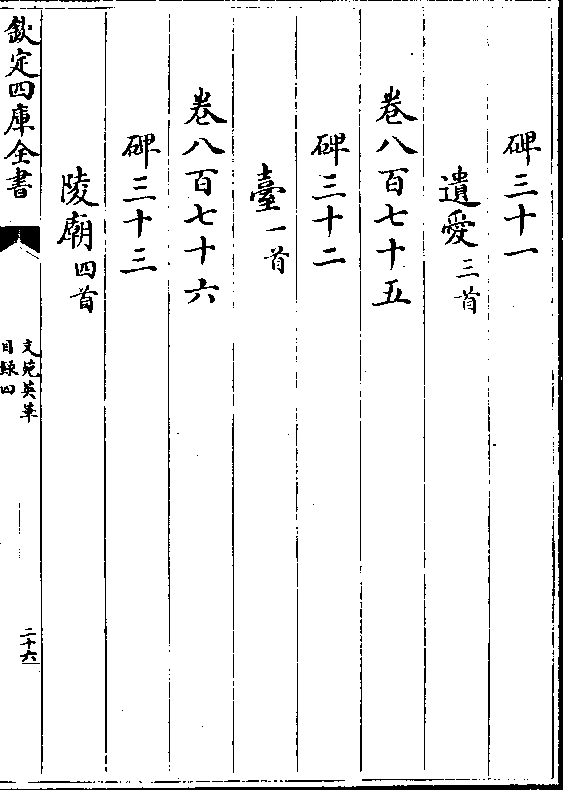 碑三十一
遺愛三首
卷八百七十五
碑三十二
臺一首
卷八百七十六
碑三十三
陵廟四首
欽定四庫全書
文苑英華
目録四
二十六